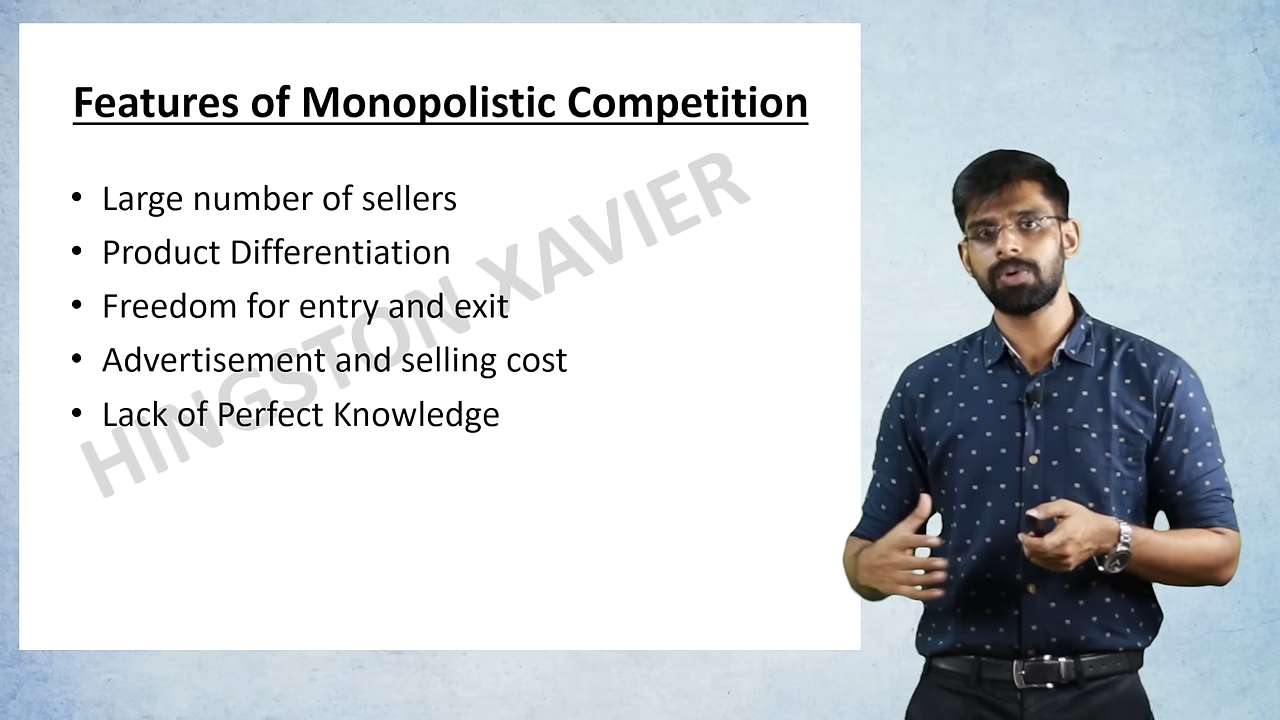 Features of Monopolistic Competition
• Large number of sellers
• Product Differentiation
• Freedom for entry and exit
• Advertisement and selling cost
• Lack of Perfect Knowledge
HINGSTON XAVIER